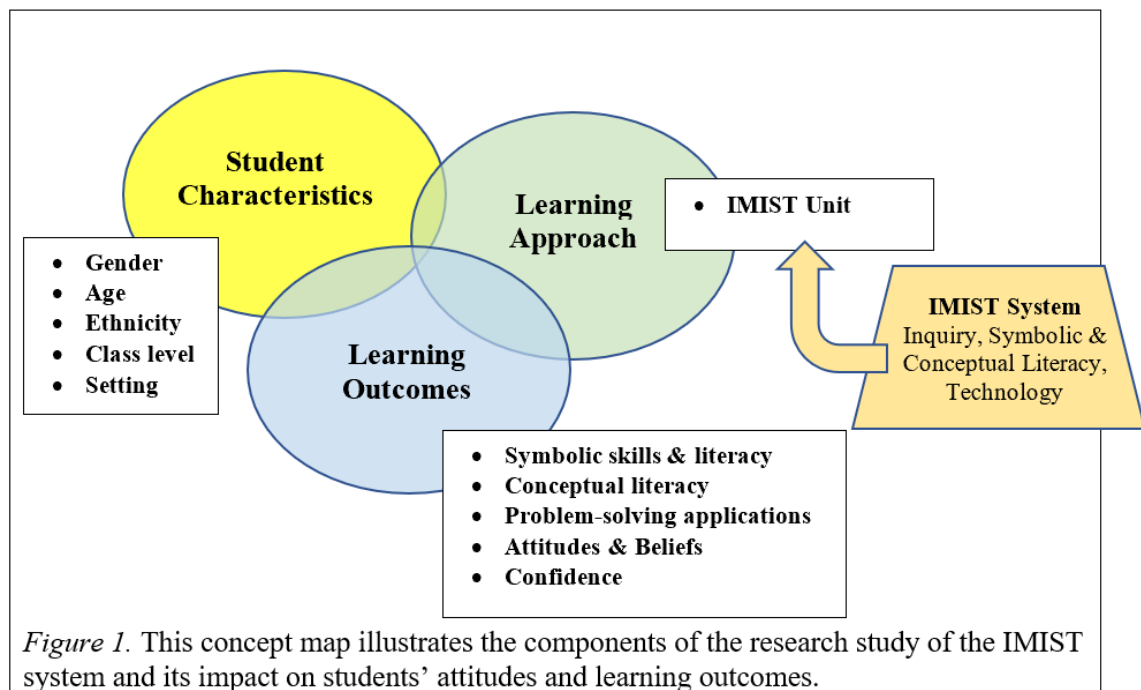 Student
Characteristics
Learning
Approach
• IMIST Unit
• Gender
• Age
• Ethnicity
• Class level
• Setting
IMIST System
Inquiry, Symbolic &
Conceptual Literacy,
Technology
Learning
Outcomes
• Symbolic skills & literacy
• Conceptual literacy
• Problem-solving applications
• Attitudes & Beliefs
• Confidence
Figure 1. This concept map illustrates the components of the research study of the IMIST
system and its impact on students’ attitudes and learning outcomes.